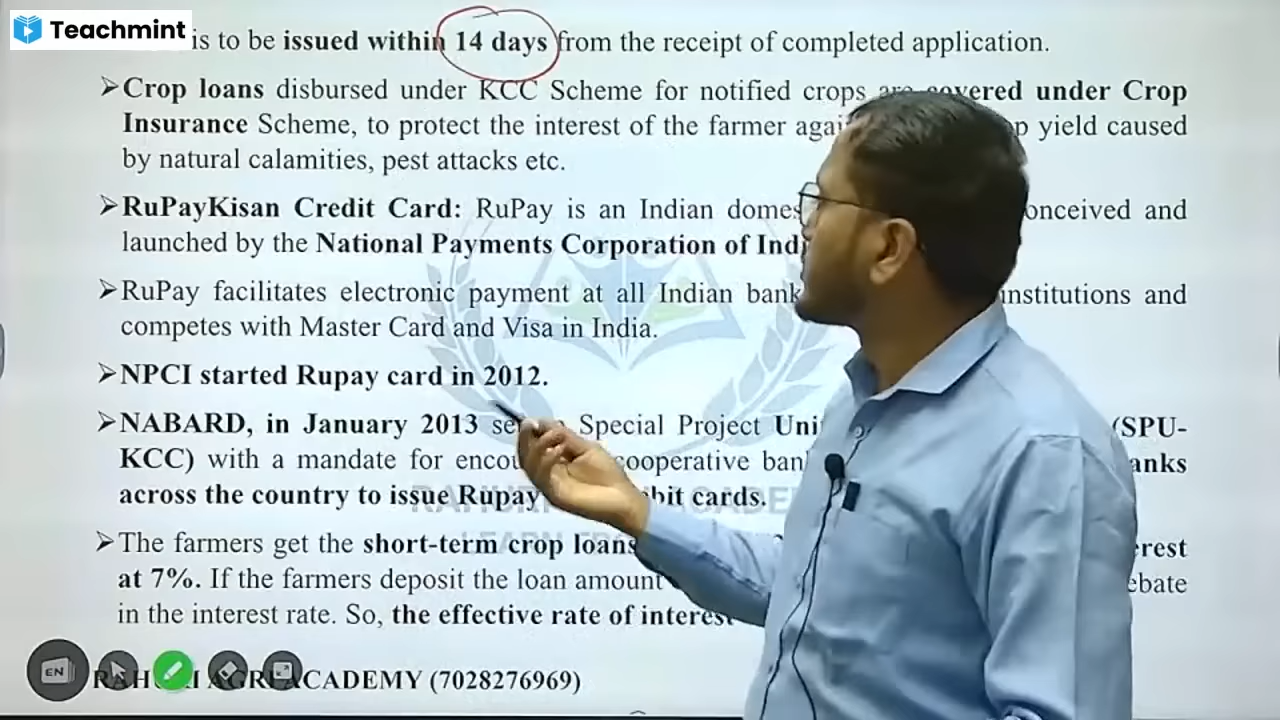 Teachmint
is to be issued within 14 days from the receipt of completed application.
➢Crop loans disbursed under KCC Scheme for notified crops are covered under Crop
Insurance Scheme, to protect the interest of the farmer p yield caused
by natural calamities, pest attacks etc.
➢RuPayKisan Credit Card: RuPay is an Indian onceived and
launched by the National Payments Corporation of
➢RuPay facilitates electronic payment at all Indian institutions and
competes with Master Card and Visa in India.
➢NPCI started Rupay card in 2012.
➢NABARD, in January 2013 Special Project Unit (SPU-
KCC) with a mandate for cooperative anks
across the country to issue Rupay bit cards.
➢The farmers get the short-term crop loans erest
at 7%. If the farmers deposit the loan amount ebate
in the interest rate. So, the effective rate of interest
EN
RAHURI AGRI ACADEMY (7028276969)